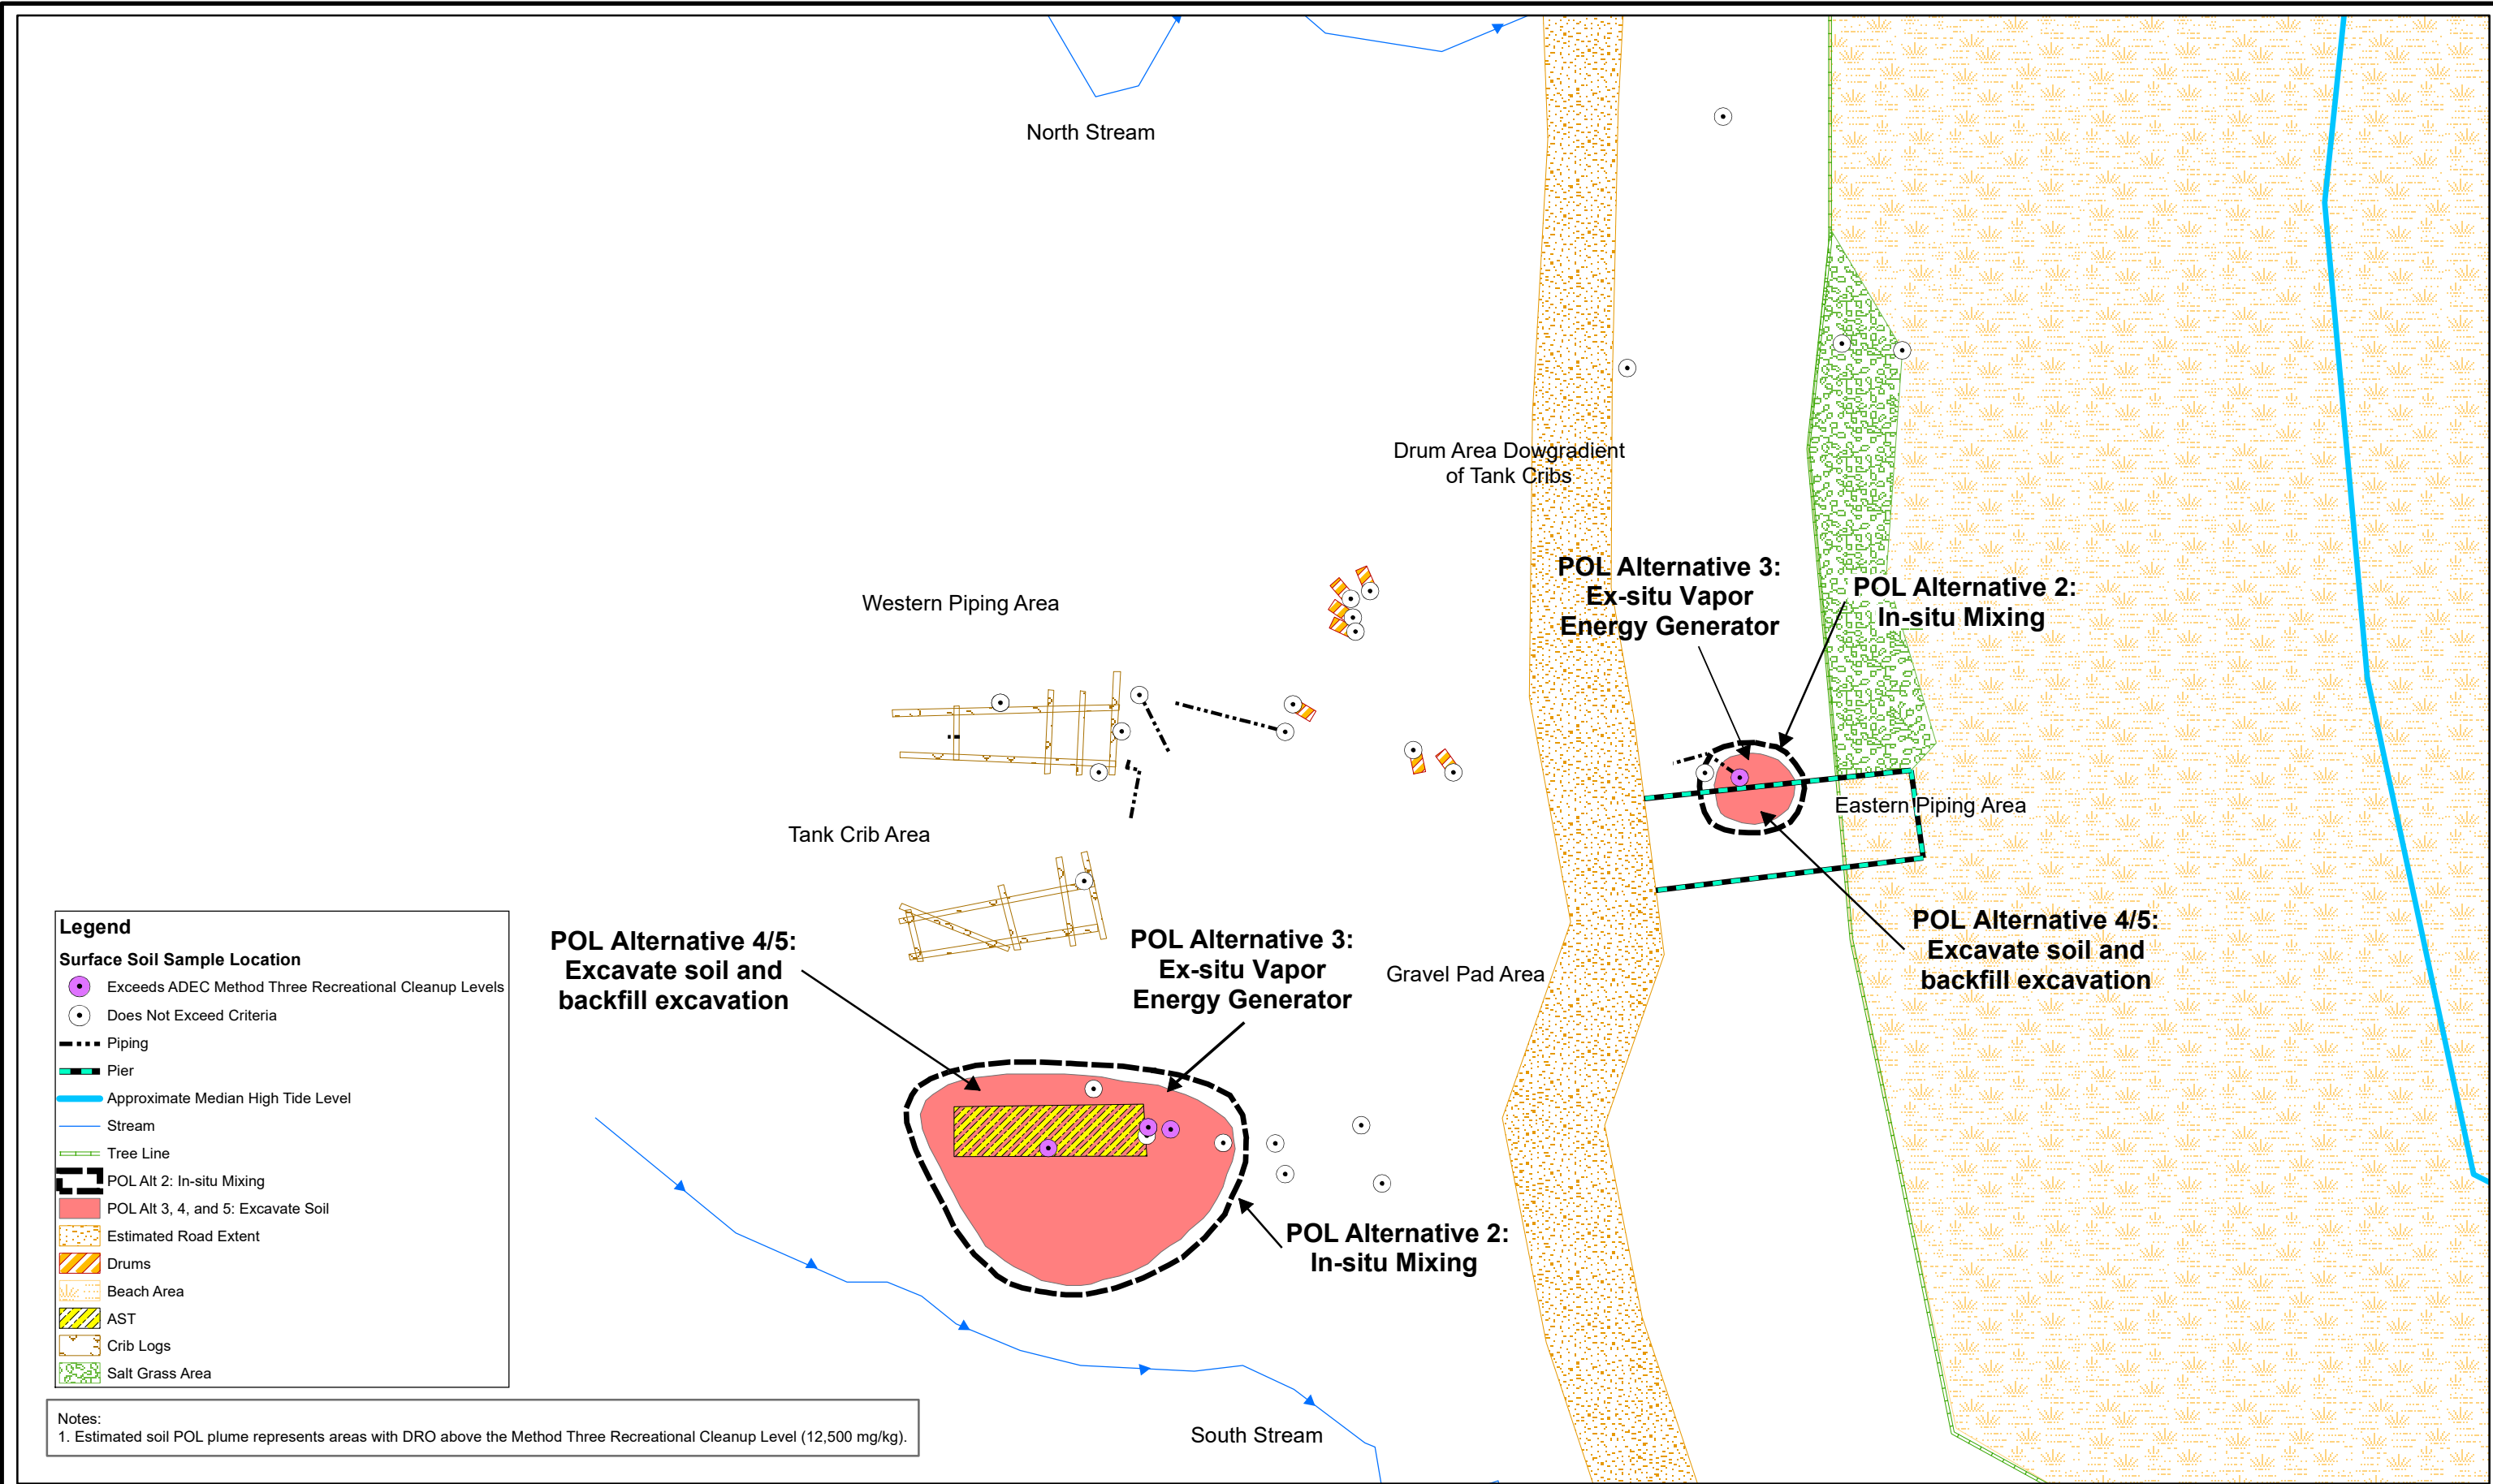 North Stream
Drum Area Dowgradient
of Tank Cribs
POL Alternative 3:
Ex-situ Vapor
Energy Generator
POL Alternative 2:
In-situ Mixing
Western Piping Area
Eastern Piping Area
Tank Crib Area
POL Alternative 4/5:
Excavate soil and
backfill excavation
POL Alternative 3:
Ex-situ Vapor
Energy Generator
Gravel Pad Area
POL Alternative 4/5:
Excavate soil and
backfill excavation
POL Alternative 2:
In-situ Mixing
South Stream
Legend
Surface Soil Sample Location
Exceeds ADEC Method Three Recreational Cleanup Levels
Does Not Exceed Criteria
Piping
Pier
Approximate Median High Tide Level
Stream
Tree Line
POL Alt 2: In-situ Mixing
POL Alt 3, 4, and 5: Excavate Soil
Estimated Road Extent
Drums
Beach Area
AST
Crib Logs
Salt Grass Area
Notes:
1. Estimated soil POL plume represents areas with DRO above the Method Three Recreational Cleanup Level (12,500 mg/kg).